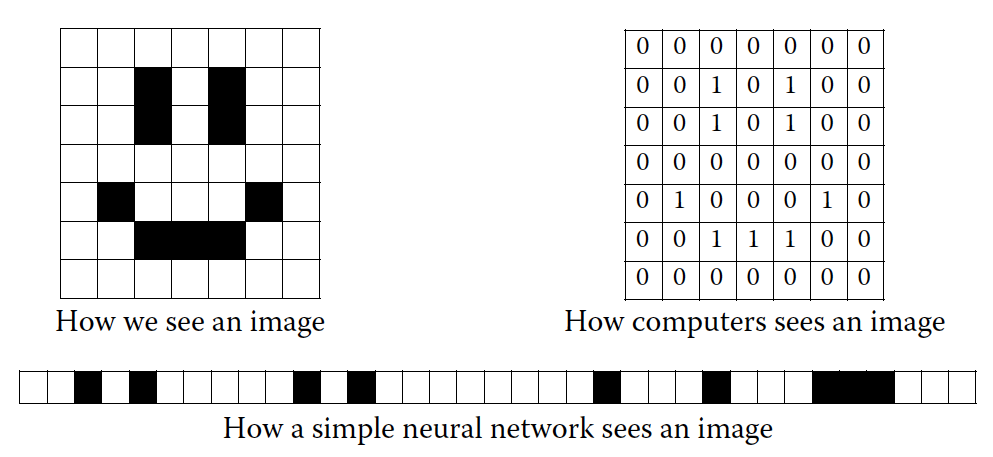 0 0 0 0 0 0 0
0 0 1 0 1 0 0
0 0 1 0 1 0 0
0 0 0 0 0 0 0
0 1 0 0 0 1 0
0 0 1 1 1 0 0
0 0 0 0 0 0 0
How we see an image
How computers sees an image
How a simple neural network sees an image